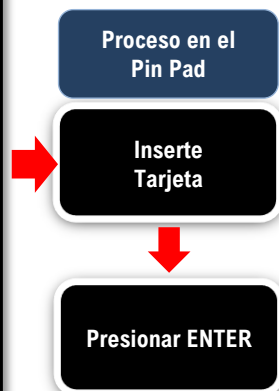 Proceso en el
Pin Pad
Inserte
Tarjeta
Presionar ENTER